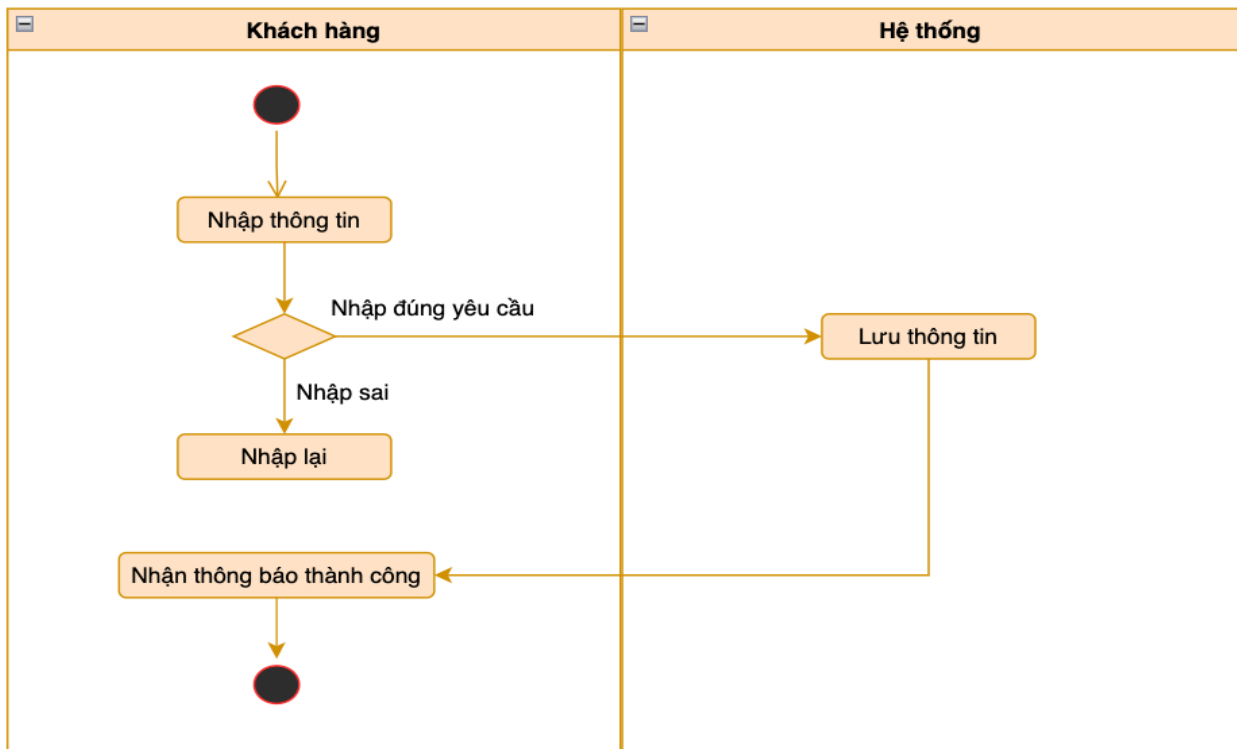 Khách hàng
Hệ thống
Nhập thông tin
Nhập đúng yêu cầu
Lưu thông tin
Nhập sai
Nhập lại
Nhận thông báo thành công